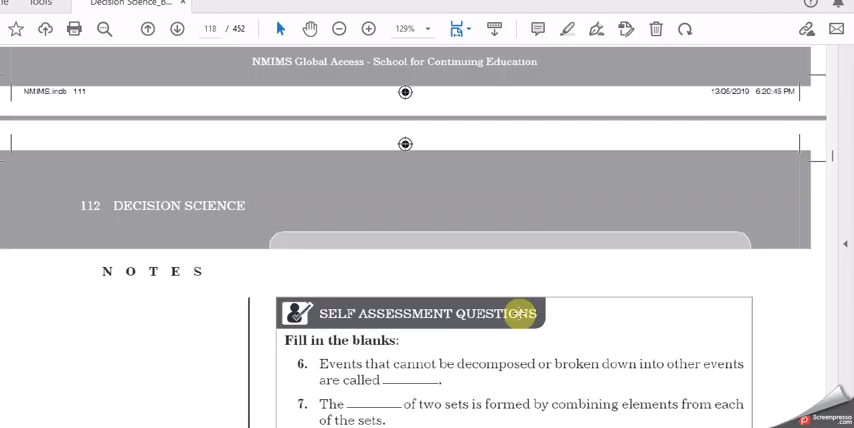 Tools
Decision Science_B...
118 / 452
129%
NMIMS Global Access - School for Continuing Education
NMIMS.indb 111
13/05/2019 6:20:45 PM
112 DECISION SCIENCE
N O T E S
SELF ASSESSMENT QUESTIONS
Fill in the blanks:
6. Events that cannot be decomposed or broken down into other events
are called ________.
7. The ________ of two sets is formed by combining elements from each
of the sets.
Screenpresso
.com